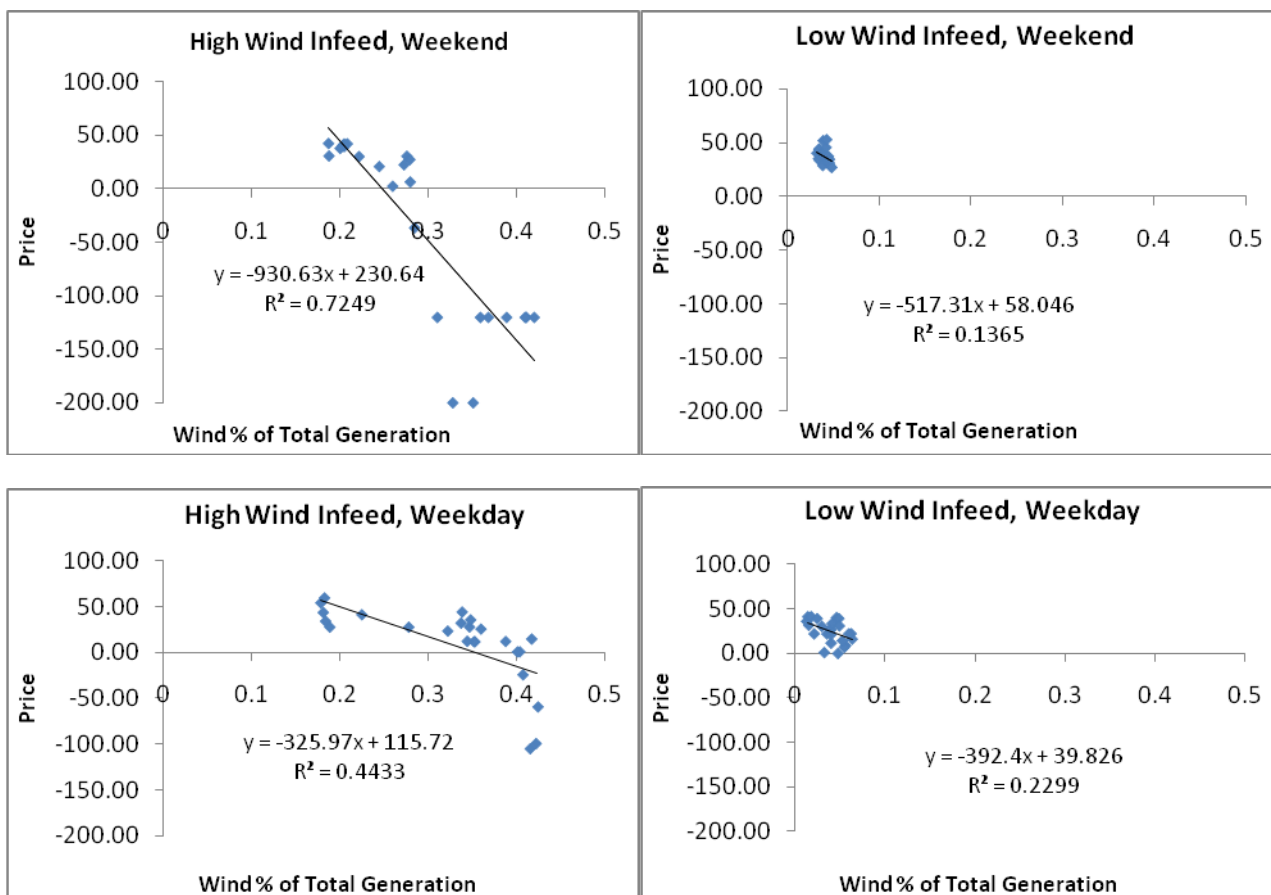 High Wind Infeed, Weekend
100.00
50.00
0.00
-50.00
-100.00
-150.00
-200.00
0 0.1 0.2 0.3 0.4 0.5
Price
y = -930.63x + 230.64
R² = 0.7249
Wind % of Total Generation
Low Wind Infeed, Weekend
100.00
50.00
0.00
-50.00
-100.00
-150.00
-200.00
0 0.1 0.2 0.3 0.4 0.5
Price
y = -517.31x + 58.046
R² = 0.1365
Wind % of Total Generation
High Wind Infeed, Weekday
100.00
50.00
0.00
-50.00
-100.00
-150.00
-200.00
0 0.1 0.2 0.3 0.4 0.5
Price
y = -325.97x + 115.72
R² = 0.4433
Wind % of Total Generation
Low Wind Infeed, Weekday
100.00
50.00
0.00
-50.00
-100.00
-150.00
-200.00
0 0.1 0.2 0.3 0.4 0.5
Price
y = -392.4x + 39.826
R² = 0.2299
Wind % of Total Generation